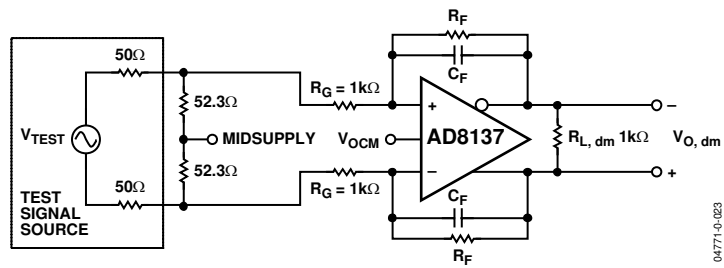 R_F
50Ω
C_F
R_G = 1kΩ
52.3Ω
+
−
V_TEST
MIDSUPPLY
V_OCM
AD8137
R_L, dm 1kΩ
V_O, dm
52.3Ω
−
+
50Ω
R_G = 1kΩ
C_F
TEST
SIGNAL
SOURCE
R_F
04771-0-023